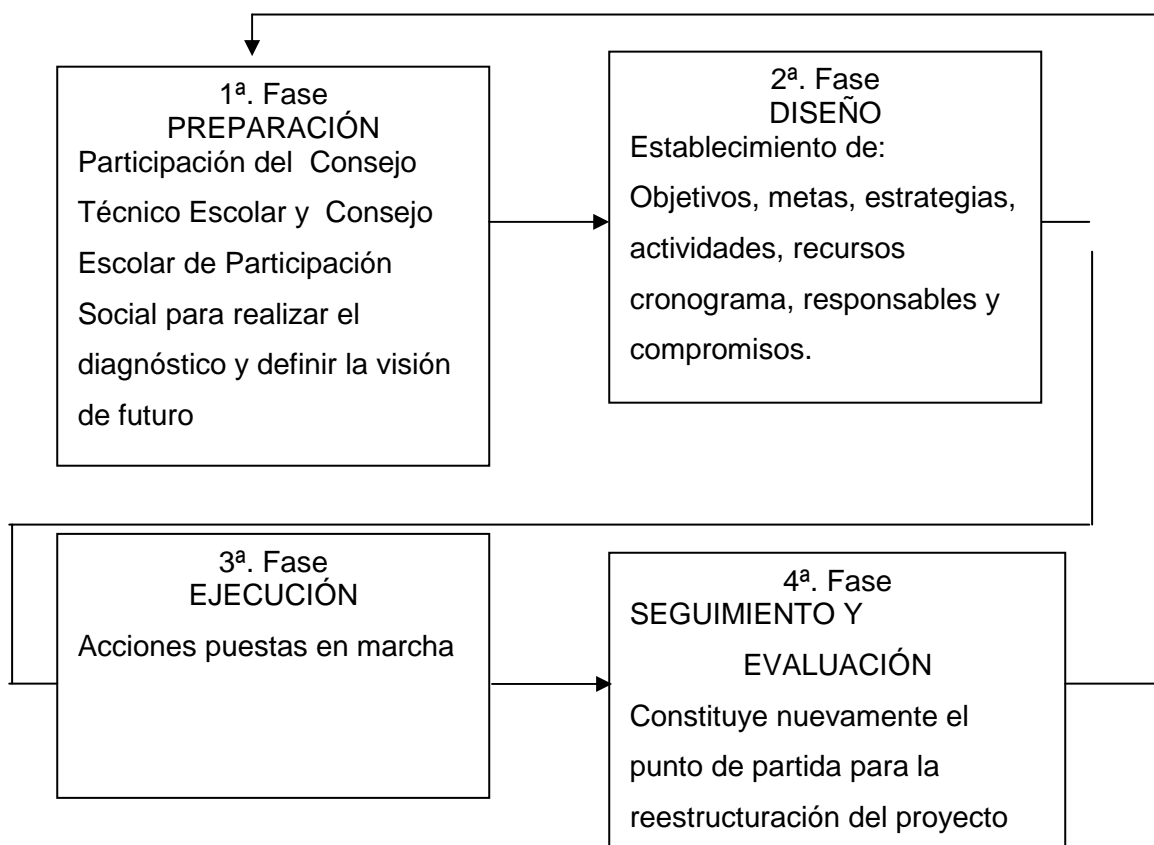 1ª. Fase
PREPARACIÓN
Participación del Consejo
Técnico Escolar y Consejo
Escolar de Participación
Social para realizar el
diagnóstico y definir la visión
de futuro
2ª. Fase
DISEÑO
Establecimiento de:
Objetivos, metas, estrategias,
actividades, recursos
cronograma, responsables y
compromisos.
3ª. Fase
EJECUCIÓN
Acciones puestas en marcha
4ª. Fase
SEGUIMIENTO Y
EVALUACIÓN
Constituye nuevamente el
punto de partida para la
reestructuración del proyecto